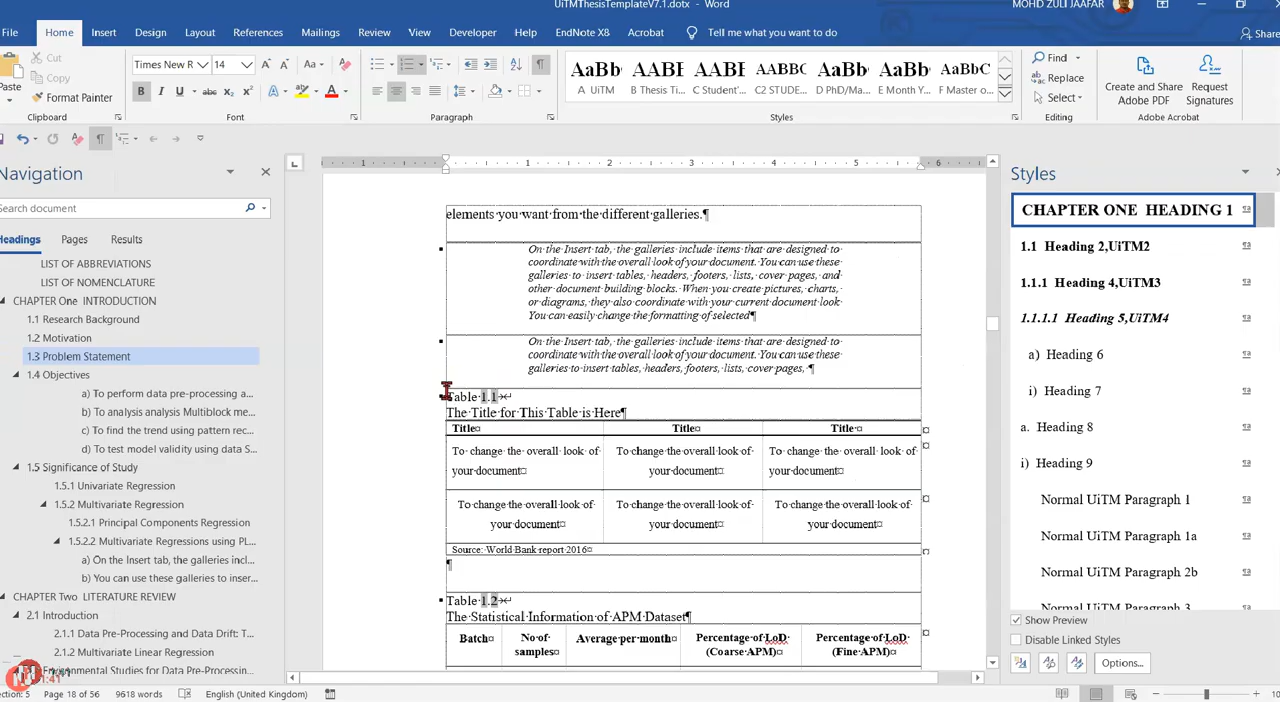 UiTMThesisTemplateV7.1.dotx - Word
MOHD ZULI JAAFAR
File Home Insert Design Layout References Mailings Review View Developer Help EndNote X8 Acrobat Tell me what you want to do Share
Cut
Copy
Paste
Format Painter
Clipboard
Times New R 14
Aa
B I U abc x₂ x² A A
Font
Paragraph
AaBb( AABE AABE AABBC AaBb( AaBb( AaBbC
A UiTM B Thesis Ti... C Student'... C2 STUDE... D PhD/Ma... E Month Y... F Master o...
Styles
Find
Replace
Select
Editing
Create and Share Adobe PDF
Request Signatures
Adobe Acrobat
Navigation
Search document
Headings Pages Results
LIST OF ABBREVIATIONS
LIST OF NOMENCLATURE
CHAPTER One INTRODUCTION
1.1 Research Background
1.2 Motivation
1.3 Problem Statement
1.4 Objectives
a) To perform data pre-processing a...
b) To analysis analysis Multiblock me...
c) To find the trend using pattern rec...
d) To test model validity using data S...
1.5 Significance of Study
1.5.1 Univariate Regression
1.5.2 Multivariate Regression
1.5.2.1 Principal Components Regression
1.5.2.2 Multivariate Regressions using PL...
a) On the Insert tab, the galleries incl...
b) You can use these galleries to inser...
CHAPTER Two LITERATURE REVIEW
2.1 Introduction
2.1.1 Data Pre-Processing and Data Drift: T...
2.1.2 Multivariate Linear Regression
Environmental Studies for Data Pre-Processin...
1 1 2 3 4 5 6
elements you want from the different galleries.¶
On the Insert tab, the galleries include items that are designed to
coordinate with the overall look of your document. You can use these
galleries to insert tables, headers, footers, lists, cover pages, and
other document building blocks. When you create pictures, charts,
or diagrams, they also coordinate with your current document look
You can easily change the formatting of selected¶
On the Insert tab, the galleries include items that are designed to
coordinate with the overall look of your document. You can use these
galleries to insert tables, headers, footers, lists, cover pages, ¶
Table 1.1
The Title for This Table is Here¶
Title¤ Title¤ Title ¤
To change the overall look of To change the overall look of To change the overall look of
your document¤ your document¤ your document¤
To change the overall look of To change the overall look of To change the overall look of
your document¤ your document¤ your document¤
Source: World Bank report 2016¤
¶
Table 1.2
The Statistical Information of APM Dataset¶
Batch¤ No of Average per month¤ Percentage of LoD Percentage of LoD
samples¤ (Coarse APM)¤ (Fine APM)¤
Styles
CHAPTER ONE HEADING 1
1.1 Heading 2,UiTM2
1.1.1 Heading 4,UiTM3
1.1.1.1 Heading 5,UiTM4
a) Heading 6
i) Heading 7
a. Heading 8
i) Heading 9
Normal UiTM Paragraph 1
Normal UiTM Paragraph 1a
Normal UiTM Paragraph 2b
Normal UiTM Paragraph 3
Show Preview
Disable Linked Styles
Options...
Page 18 of 56 9618 words English (United Kingdom)